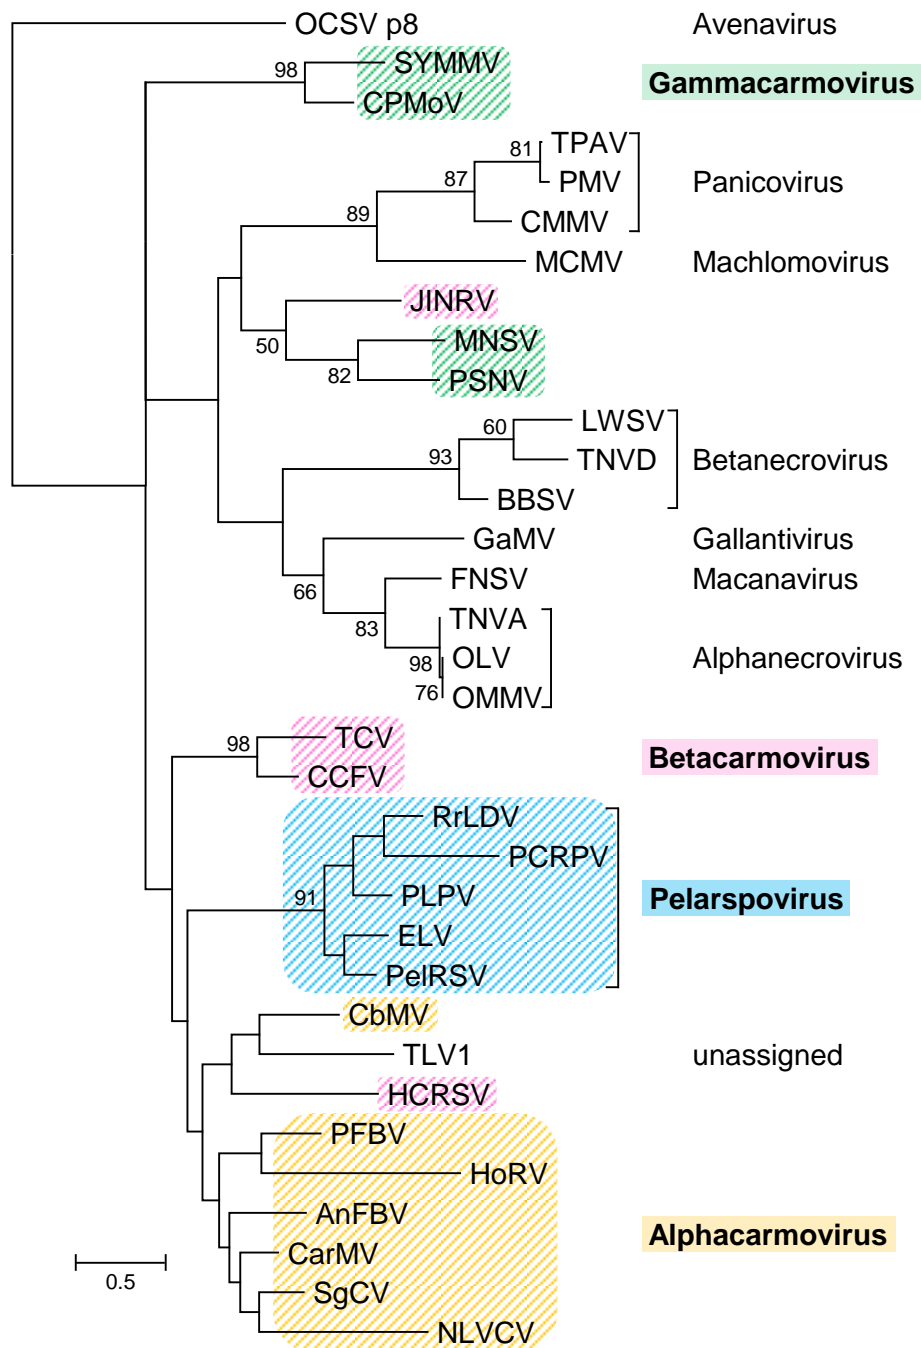 OCSV p8 Avenavirus
98 SYMMV
Gammacarmovirus
CPMoV
81 TPAV
87 PMV Panicovirus
89 CMMV
MCMV Machlomovirus
JINRV
50 MNSV
82 PSNV
60 LWSV
93 TNVD Betanecrovirus
BBSV
GaMV Gallantivirus
66 FNSV Macanavirus
83 TNVA
98 OLV Alphanecrovirus
76 OMMV
98 TCV Betacarmovirus
CCFV
RrLDV
PCRPV
91 PLPV Pelarspovirus
ELV
PelRSV
CbMV
TLV1 unassigned
HCRSV
PFBV
HoRV
AnFBV
Alphacarmovirus
CarMV
0.5
SgCV
NLVCV